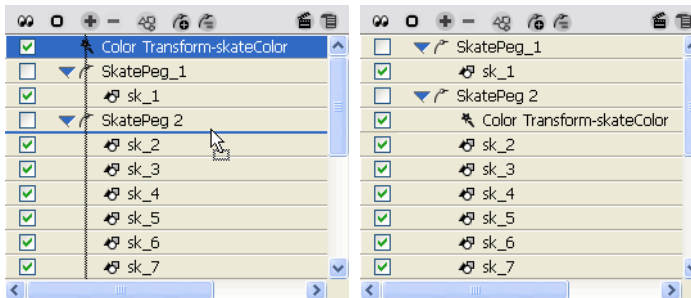 Color Transform-skateColor
SkatePeg_1
sk_1
SkatePeg 2
sk_2
sk_3
sk_4
sk_5
sk_6
sk_7
SkatePeg_1
sk_1
SkatePeg 2
Color Transform-skateColor
sk_2
sk_3
sk_4
sk_5
sk_6
sk_7